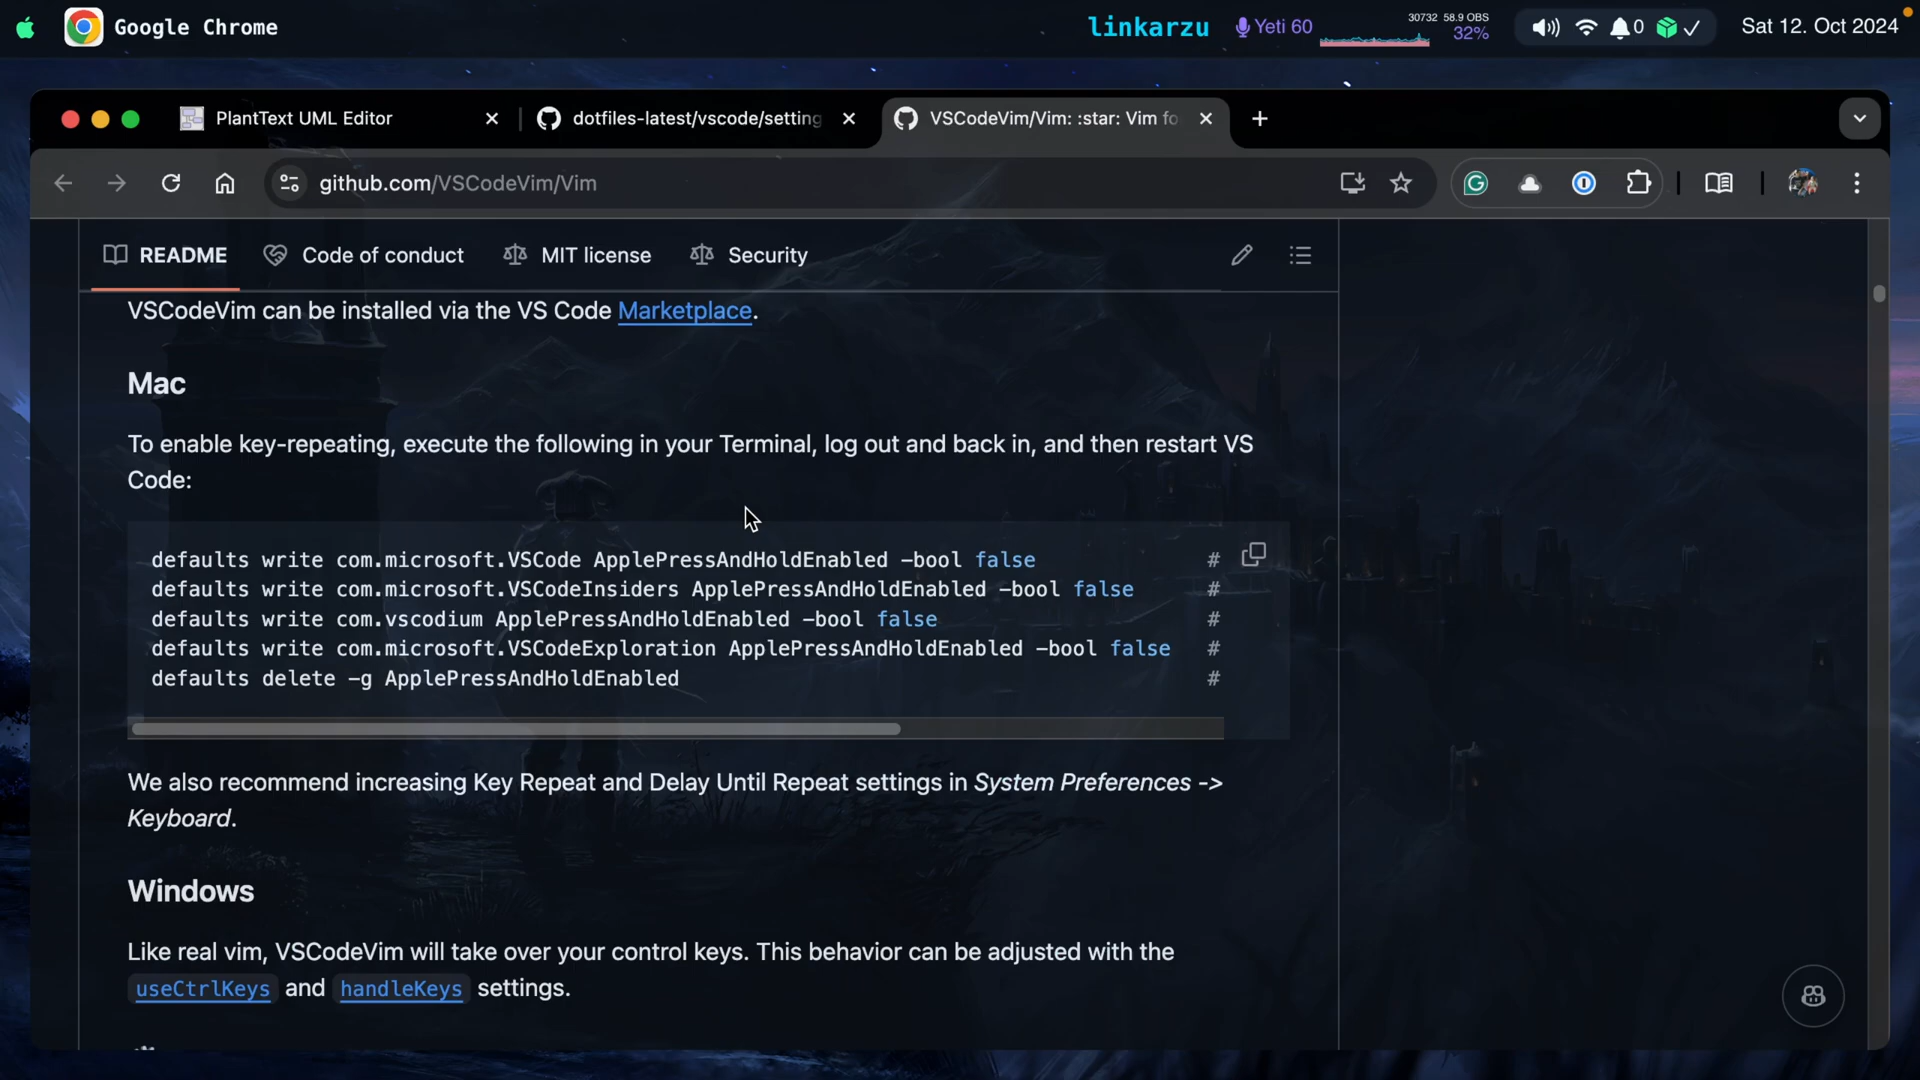 Google Chrome
linkarzu
Yeti 60
30732 58.9 OBS
32%
0
Sat 12. Oct 2024
PlantText UML Editor
dotfiles-latest/vscode/setting
VSCodeVim/Vim: :star: Vim fo
github.com/VSCodeVim/Vim
README
Code of conduct
MIT license
Security
VSCodeVim can be installed via the VS Code Marketplace.
Mac
To enable key-repeating, execute the following in your Terminal, log out and back in, and then restart VS
Code:
defaults write com.microsoft.VSCode ApplePressAndHoldEnabled -bool false #
defaults write com.microsoft.VSCodeInsiders ApplePressAndHoldEnabled -bool false #
defaults write com.vscodium ApplePressAndHoldEnabled -bool false #
defaults write com.microsoft.VSCodeExploration ApplePressAndHoldEnabled -bool false #
defaults delete -g ApplePressAndHoldEnabled #
We also recommend increasing Key Repeat and Delay Until Repeat settings in System Preferences ->
Keyboard.
Windows
Like real vim, VSCodeVim will take over your control keys. This behavior can be adjusted with the
useCtrlKeys and handleKeys settings.